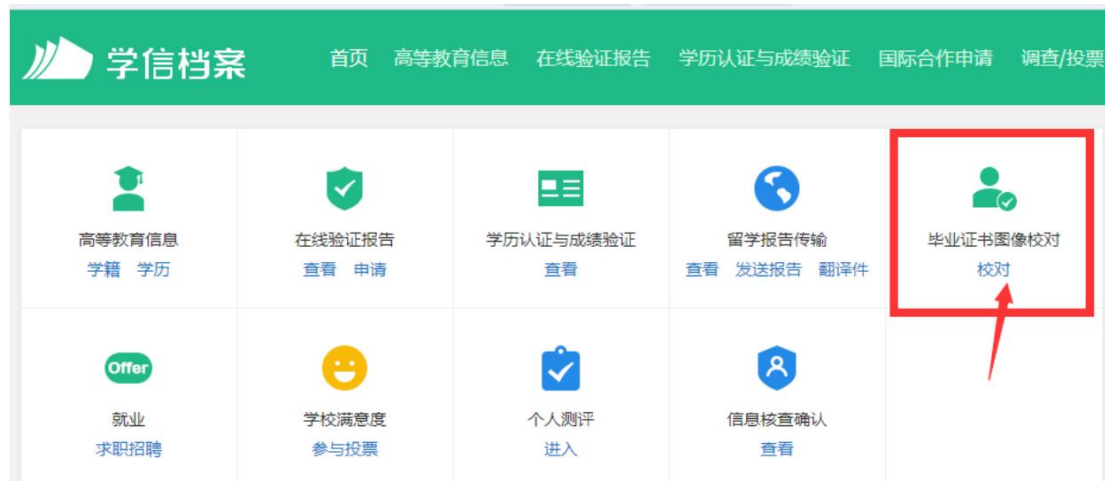 学信档案 首页 高等教育信息 在线验证报告 学历认证与成绩验证 国际合作申请 调查/投票
高等教育信息 在线验证报告 学历认证与成绩验证 留学报告传输 毕业证书图像校对
学籍 学历 查看 申请 查看 查看 发送报告 翻译件 校对
Offer
就业 学校满意度 个人测评 信息核查确认
求职招聘 参与投票 进入 查看